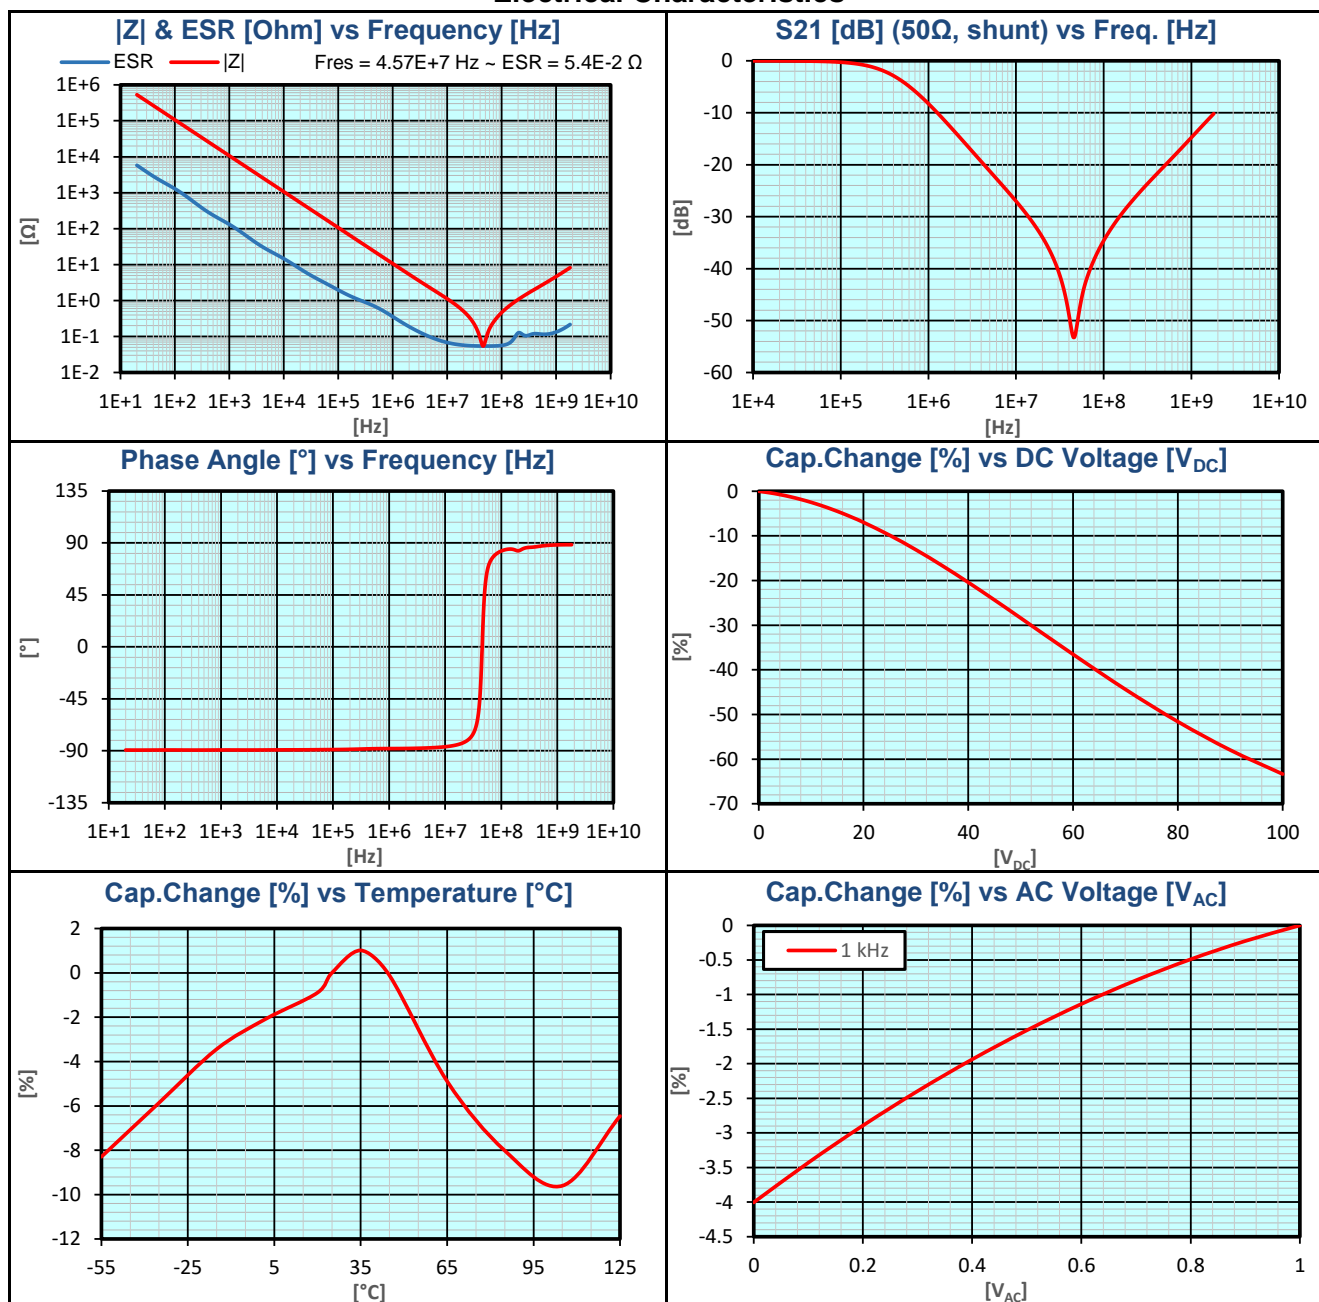 |Z| & ESR [Ohm] vs Frequency [Hz]
ESR |Z| Fres = 4.57E+7 Hz ~ ESR = 5.4E-2 Ω
1E+6
1E+5
1E+4
1E+3
1E+2
1E+1
1E+0
1E-1
1E-2
[Ω]
1E+1 1E+2 1E+3 1E+4 1E+5 1E+6 1E+7 1E+8 1E+9 1E+10
[Hz]
S21 [dB] (50Ω, shunt) vs Freq. [Hz]
0
-10
-20
-30
-40
-50
-60
[dB]
1E+4 1E+5 1E+6 1E+7 1E+8 1E+9 1E+10
[Hz]
Phase Angle [°] vs Frequency [Hz]
135
90
45
0
-45
-90
-135
[°]
1E+1 1E+2 1E+3 1E+4 1E+5 1E+6 1E+7 1E+8 1E+9 1E+10
[Hz]
Cap.Change [%] vs DC Voltage [VDC]
0
-10
-20
-30
-40
-50
-60
-70
[%]
0 20 40 60 80 100
[VDC]
Cap.Change [%] vs Temperature [°C]
2
0
-2
-4
-6
-8
-10
-12
[%]
-55 -25 5 35 65 95 125
[°C]
Cap.Change [%] vs AC Voltage [VAC]
1 kHz
0
-0.5
-1
-1.5
-2
-2.5
-3
-3.5
-4
-4.5
[%]
0 0.2 0.4 0.6 0.8 1
[VAC]